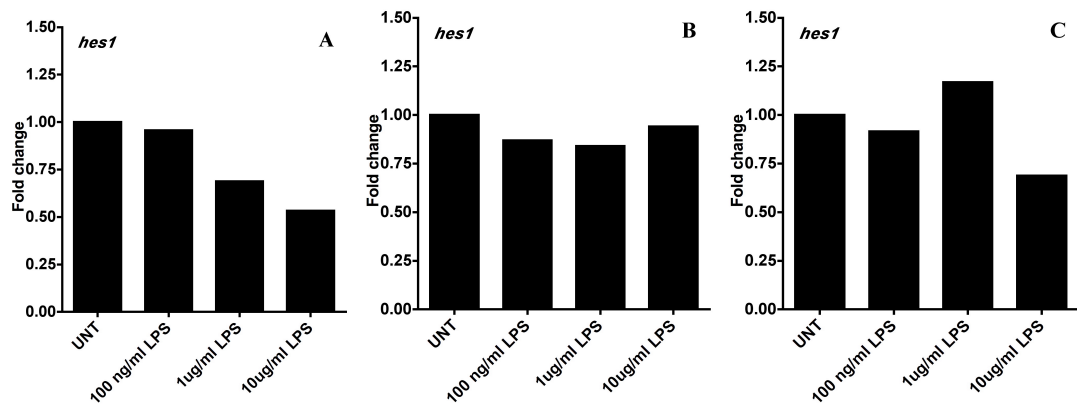 hes1
A
Fold change
1.50
1.25
1.00
0.75
0.50
0.25
0.00
UNT
100 ng/ml LPS
1ug/ml LPS
10ug/ml LPS
hes1
B
Fold change
1.50
1.25
1.00
0.75
0.50
0.25
0.00
UNT
100 ng/ml LPS
1ug/ml LPS
10ug/ml LPS
hes1
C
Fold change
1.50
1.25
1.00
0.75
0.50
0.25
0.00
UNT
100 ng/ml LPS
1ug/ml LPS
10ug/ml LPS